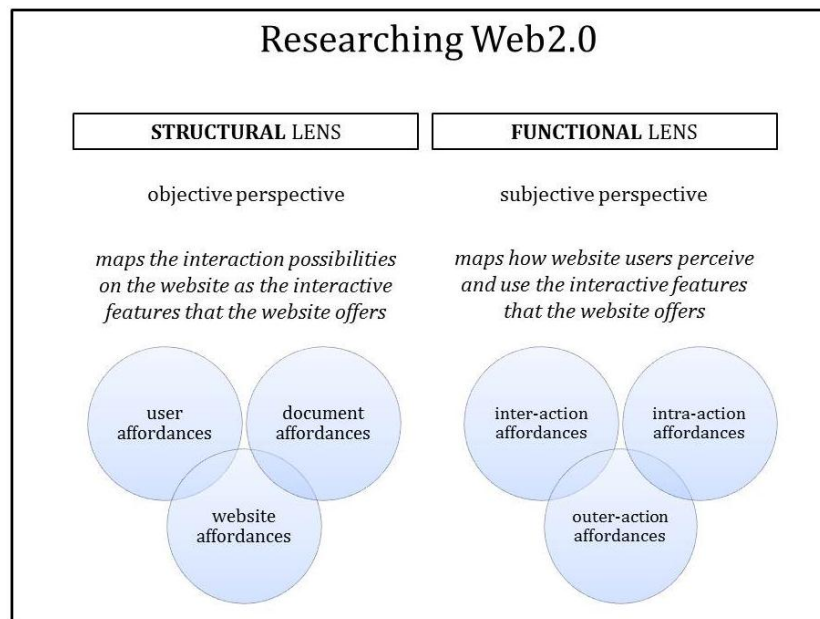 Researching Web2.0
STRUCTURAL LENS
objective perspective
maps the interaction possibilities
on the website as the interactive
features that the website offers
user
affordances
document
affordances
website
affordances
FUNCTIONAL LENS
subjective perspective
maps how website users perceive
and use the interactive features
that the website offers
inter-action
affordances
intra-action
affordances
outer-action
affordances